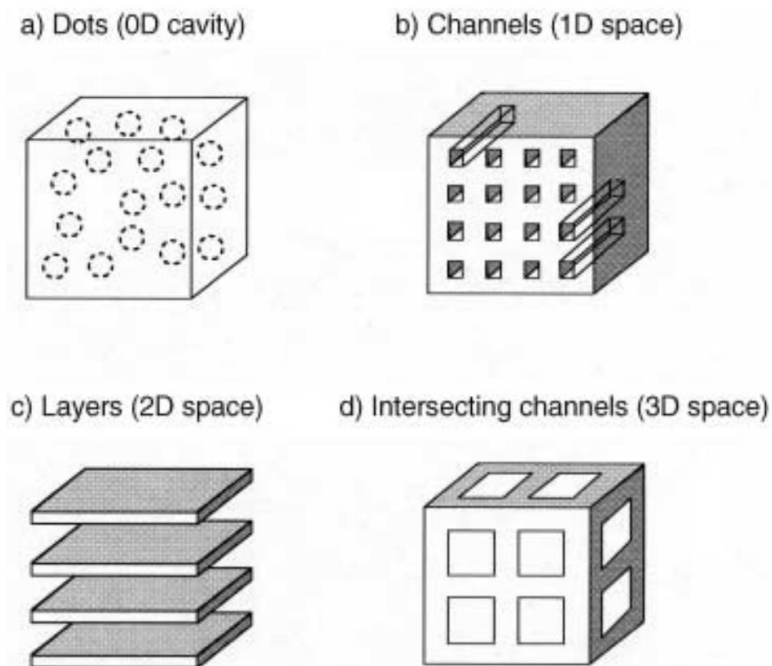 a) Dots (0D cavity)
b) Channels (1D space)
c) Layers (2D space)
d) Intersecting channels (3D space)